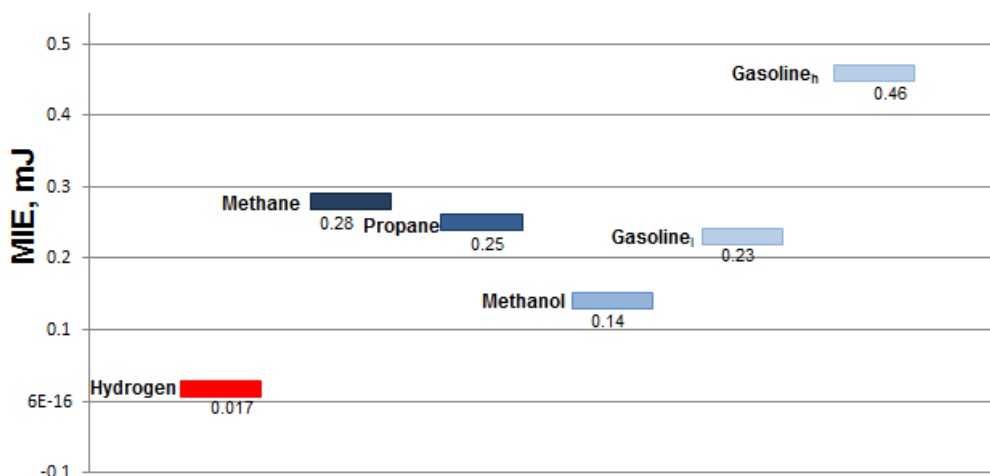 0.5
Gasolineₕ
0.46
0.4
0.3
Methane
0.28
Propane
0.25
Gasolineₗ
0.23
0.2
Methanol
0.14
0.1
Hydrogen
0.017
6E-16
-0.1
MIE, mJ